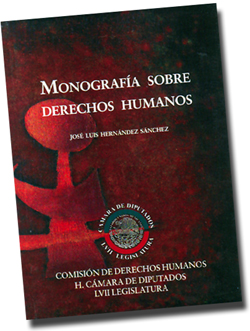 MONOGRAFÍA SOBRE
DERECHOS HUMANOS
JOSÉ LUIS HERNÁNDEZ SÁNCHEZ
CÁMARA DE DIPUTADOS
LVII LEGISLATURA
COMISIÓN DE DERECHOS HUMANOS
H. CÁMARA DE DIPUTADOS
LVII LEGISLATURA